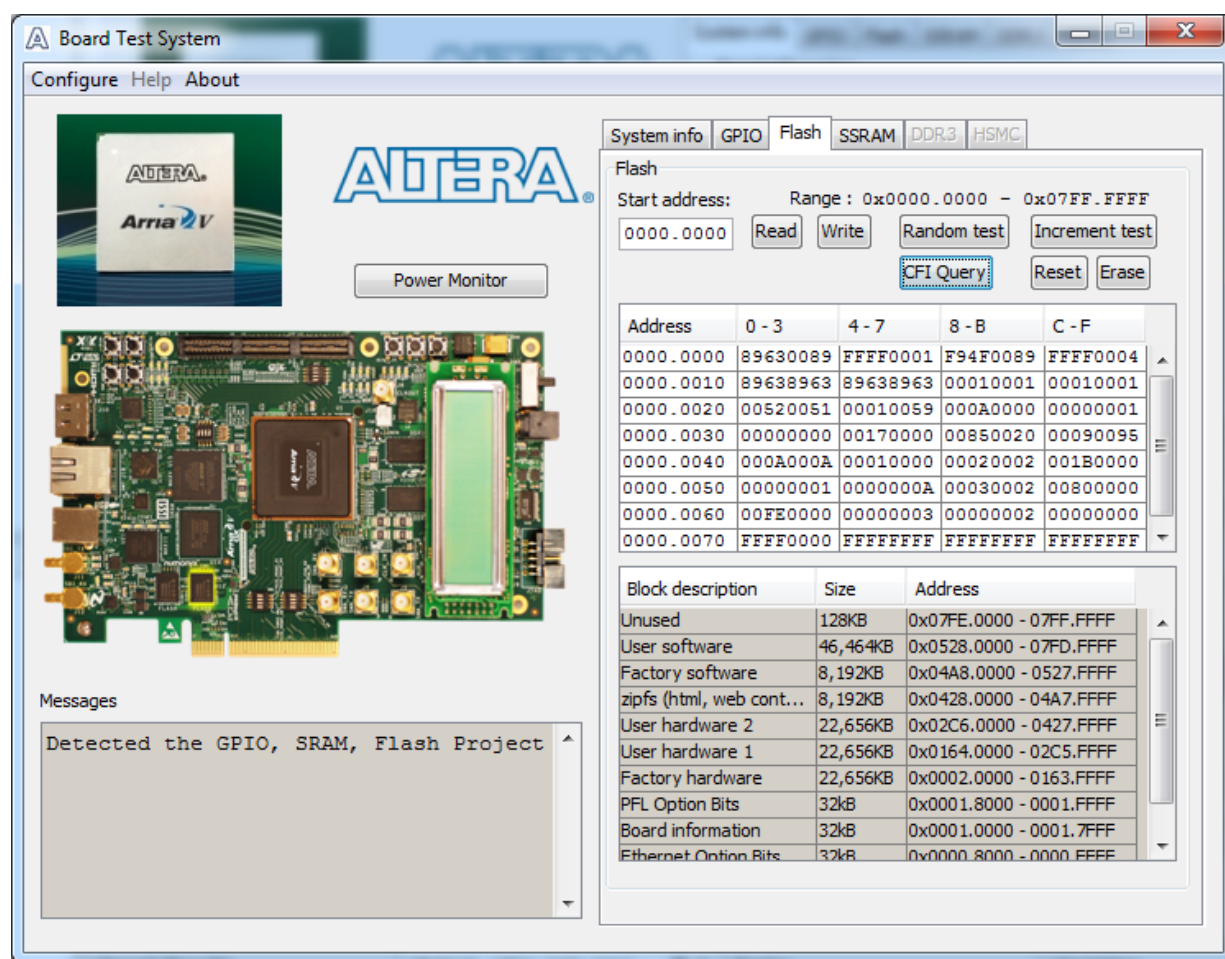 Board Test System
Configure Help About
ALTERA.
Arria V
ALTERA®
Power Monitor
Messages
Detected the GPIO, SRAM, Flash Project
System info GPIO Flash SSRAM DDR3 HSMC
Flash
Start address: Range : 0x0000.0000 - 0x07FF.FFFF
0000.0000 Read Write Random test Increment test
CFI Query Reset Erase
Address 0 - 3 4 - 7 8 - B C - F
0000.0000 89630089 FFFF0001 F94F0089 FFFF0004
0000.0010 89638963 89638963 00010001 00010001
0000.0020 00520051 00010059 000A0000 00000001
0000.0030 00000000 00170000 00850020 00090095
0000.0040 000A000A 00010000 00020002 001B0000
0000.0050 00000001 0000000A 00030002 00800000
0000.0060 00FE0000 00000003 00000002 00000000
0000.0070 FFFF0000 FFFFFFFF FFFFFFFF FFFFFFFF
Block description Size Address
Unused 128KB 0x07FE.0000 - 07FF.FFFF
User software 46,464KB 0x0528.0000 - 07FD.FFFF
Factory software 8,192KB 0x04A8.0000 - 0527.FFFF
zipfs (html, web cont... 8,192KB 0x0428.0000 - 04A7.FFFF
User hardware 2 22,656KB 0x02C6.0000 - 0427.FFFF
User hardware 1 22,656KB 0x0164.0000 - 02C5.FFFF
Factory hardware 22,656KB 0x0002.0000 - 0163.FFFF
PFL Option Bits 32kB 0x0001.8000 - 0001.FFFF
Board information 32kB 0x0001.0000 - 0001.7FFF
Ethernet Option Bits 32kB 0x0000.8000 - 0000.FFFF